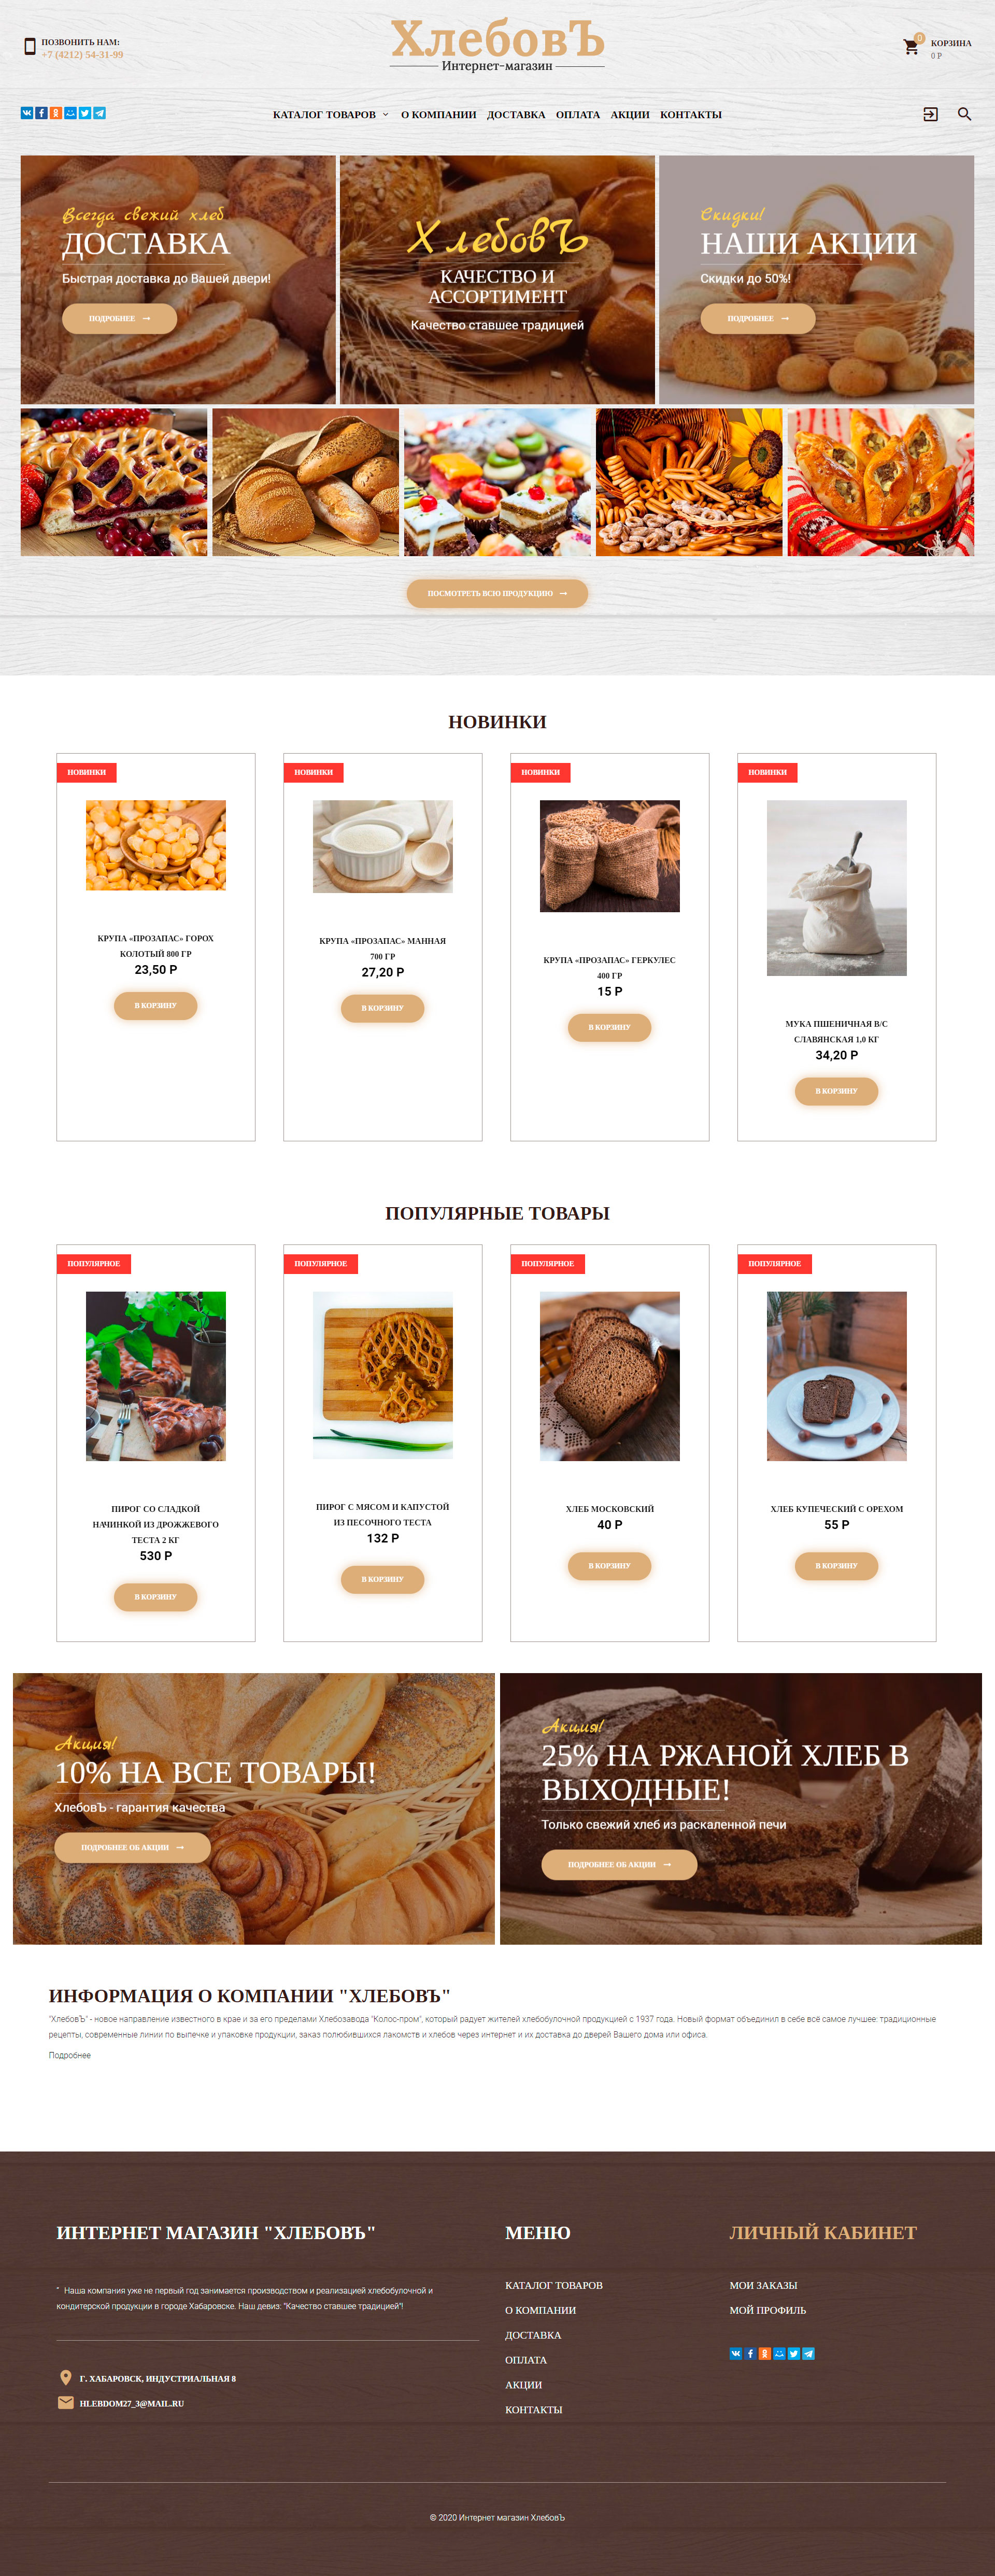 ПОЗВОНИТЬ НАМ:
+7 (4212) 54-31-99
ХлебовЪ
Интернет-магазин
0
КОРЗИНА
0 Р
КАТАЛОГ ТОВАРОВ О КОМПАНИИ ДОСТАВКА ОПЛАТА АКЦИИ КОНТАКТЫ
Всегда свежий хлеб
ДОСТАВКА
Быстрая доставка до Вашей двери!
ПОДРОБНЕЕ
ХлебовЪ
КАЧЕСТВО И
АССОРТИМЕНТ
Качество ставшее традицией
Скидки!
НАШИ АКЦИИ
Скидки до 50%!
ПОДРОБНЕЕ
ПОСМОТРЕТЬ ВСЮ ПРОДУКЦИЮ
НОВИНКИ
НОВИНКИ
КРУПА «ПРОЗАПАС» ГОРОХ
КОЛОТЫЙ 800 ГР
23,50 Р
В КОРЗИНУ
НОВИНКИ
КРУПА «ПРОЗАПАС» МАННАЯ
700 ГР
27,20 Р
В КОРЗИНУ
НОВИНКИ
КРУПА «ПРОЗАПАС» ГЕРКУЛЕС
400 ГР
15 Р
В КОРЗИНУ
НОВИНКИ
МУКА ПШЕНИЧНАЯ В/С
СЛАВЯНСКАЯ 1,0 КГ
34,20 Р
В КОРЗИНУ
ПОПУЛЯРНЫЕ ТОВАРЫ
ПОПУЛЯРНОЕ
ПИРОГ СО СЛАДКОЙ
НАЧИНКОЙ ИЗ ДРОЖЖЕВОГО
ТЕСТА 2 КГ
530 Р
В КОРЗИНУ
ПОПУЛЯРНОЕ
ПИРОГ С МЯСОМ И КАПУСТОЙ
ИЗ ПЕСОЧНОГО ТЕСТА
132 Р
В КОРЗИНУ
ПОПУЛЯРНОЕ
ХЛЕБ МОСКОВСКИЙ
40 Р
В КОРЗИНУ
ПОПУЛЯРНОЕ
ХЛЕБ КУПЕЧЕСКИЙ С ОРЕХОМ
55 Р
В КОРЗИНУ
Акция!
10% НА ВСЕ ТОВАРЫ!
ХлебовЪ - гарантия качества
ПОДРОБНЕЕ ОБ АКЦИИ
Акция!
25% НА РЖАНОЙ ХЛЕБ В
ВЫХОДНЫЕ!
Только свежий хлеб из раскаленной печи
ПОДРОБНЕЕ ОБ АКЦИИ
ИНФОРМАЦИЯ О КОМПАНИИ "ХЛЕБОВЪ"
"ХлебовЪ" - новое направление известного в крае и за его пределами Хлебозавода "Колос-пром", который радует жителей хлебобулочной продукцией с 1937 года. Новый формат объединил в себе всё самое лучшее: традиционные
рецепты, современные линии по выпечке и упаковке продукции, заказ полюбившихся лакомств и хлебов через интернет и их доставка до дверей Вашего дома или офиса.
Подробнее
ИНТЕРНЕТ МАГАЗИН "ХЛЕБОВЪ"
" Наша компания уже не первый год занимается производством и реализацией хлебобулочной и
кондитерской продукции в городе Хабаровске. Наш девиз: "Качество ставшее традицией"!
Г. ХАБАРОВСК, ИНДУСТРИАЛЬНАЯ 8
HLEBDOM27_3@MAIL.RU
МЕНЮ
КАТАЛОГ ТОВАРОВ
О КОМПАНИИ
ДОСТАВКА
ОПЛАТА
АКЦИИ
КОНТАКТЫ
ЛИЧНЫЙ КАБИНЕТ
МОИ ЗАКАЗЫ
МОЙ ПРОФИЛЬ
© 2020 Интернет магазин ХлебовЪ